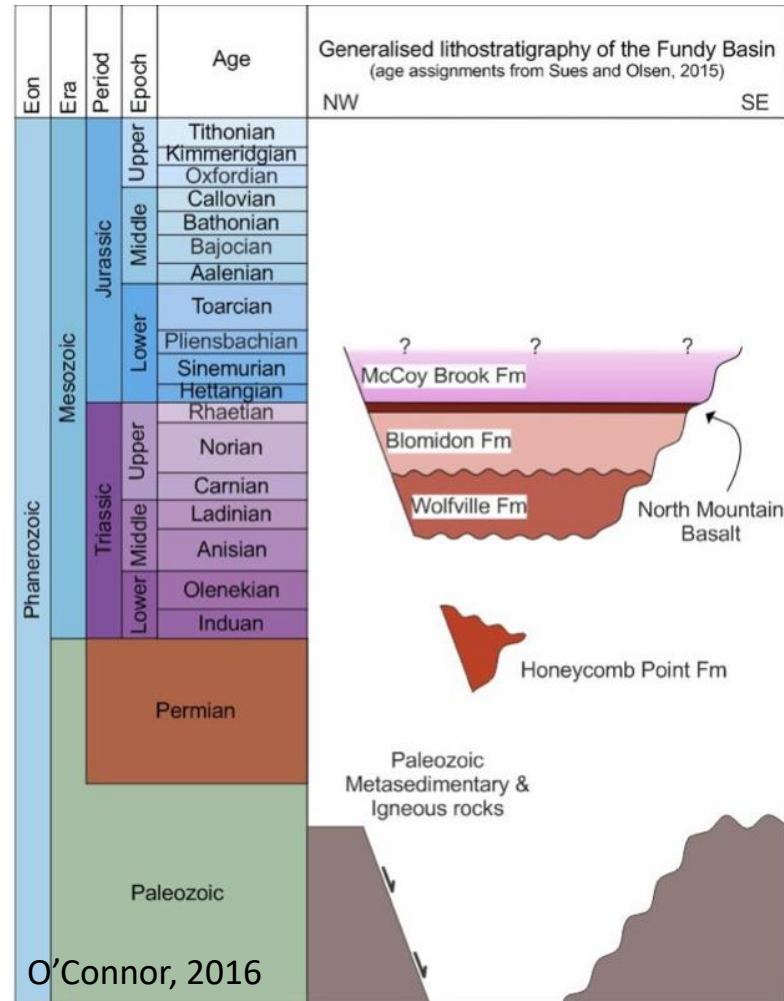 Eon
Era
Period
Epoch
Age
Generalised lithostratigraphy of the Fundy Basin
(age assignments from Sues and Olsen, 2015)
NW
SE
Phanerozoic
Mesozoic
Jurassic
Upper
Tithonian
Kimmeridgian
Oxfordian
Middle
Callovian
Bathonian
Bajocian
Aalenian
Lower
Toarcian
Pliensbachian
Sinemurian
Hettangian
Triassic
Upper
Rhaetian
Norian
Carnian
Middle
Ladinian
Anisian
Lower
Olenekian
Induan
Permian
Paleozoic
? ? ?
McCoy Brook Fm
Blomidon Fm
Wolfville Fm
North Mountain
Basalt
Honeycomb Point Fm
Paleozoic
Metasedimentary &
Igneous rocks
O’Connor, 2016